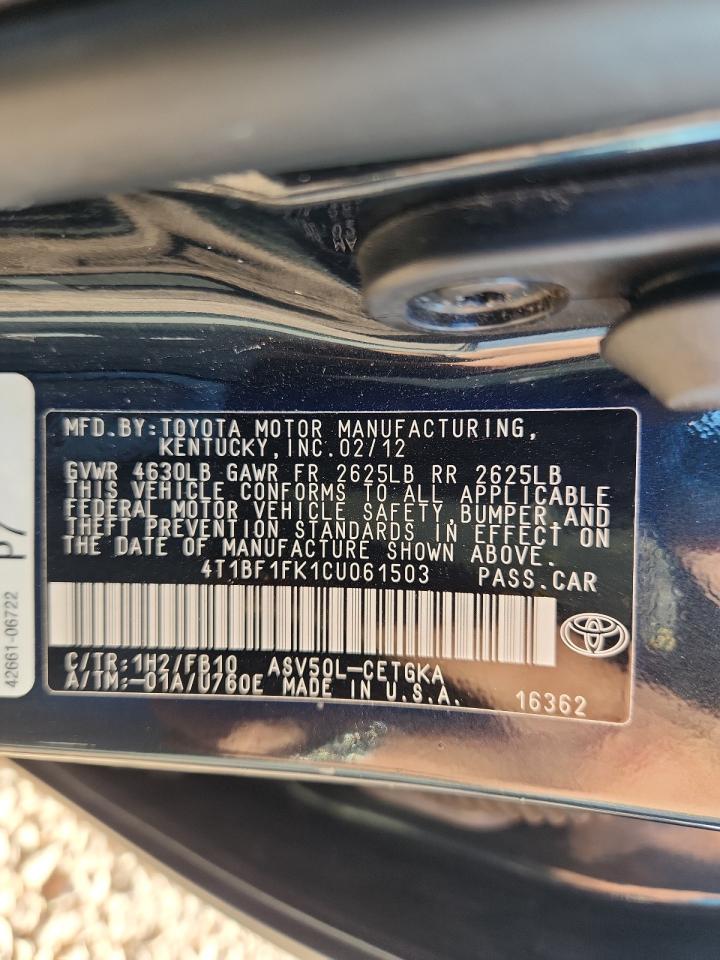 MFD.BY:TOYOTA MOTOR MANUFACTURING,
KENTUCKY,INC.02/12
GVWR 4630LB GAWR FR 2625LB RR 2625LB
THIS VEHICLE CONFORMS TO ALL APPLICABLE
FEDERAL MOTOR VEHICLE SAFETY,BUMPER,AND
THEFT PREVENTION STANDARDS IN EFFECT ON
THE DATE OF MANUFACTURE SHOWN ABOVE.
4T1BF1FK1CU061503 PASS.CAR
C/TR:1H2/FB10 ASV50L-CETGKA
A/TM:-01A/U760E MADE IN U.S.A.
16362
P7
42661-06722